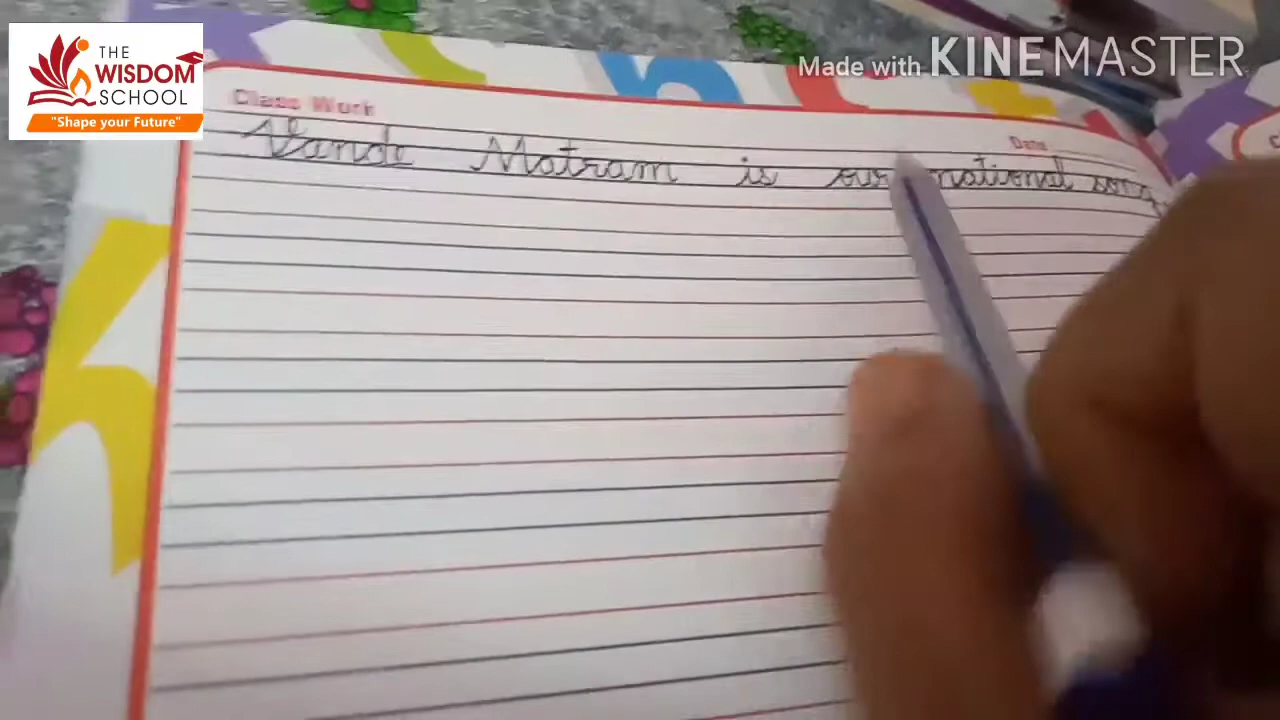 THE
WISDOM
SCHOOL
"Shape your Future"
Made with KINEMASTER
Class Work
Date
Vande Matram is our national song